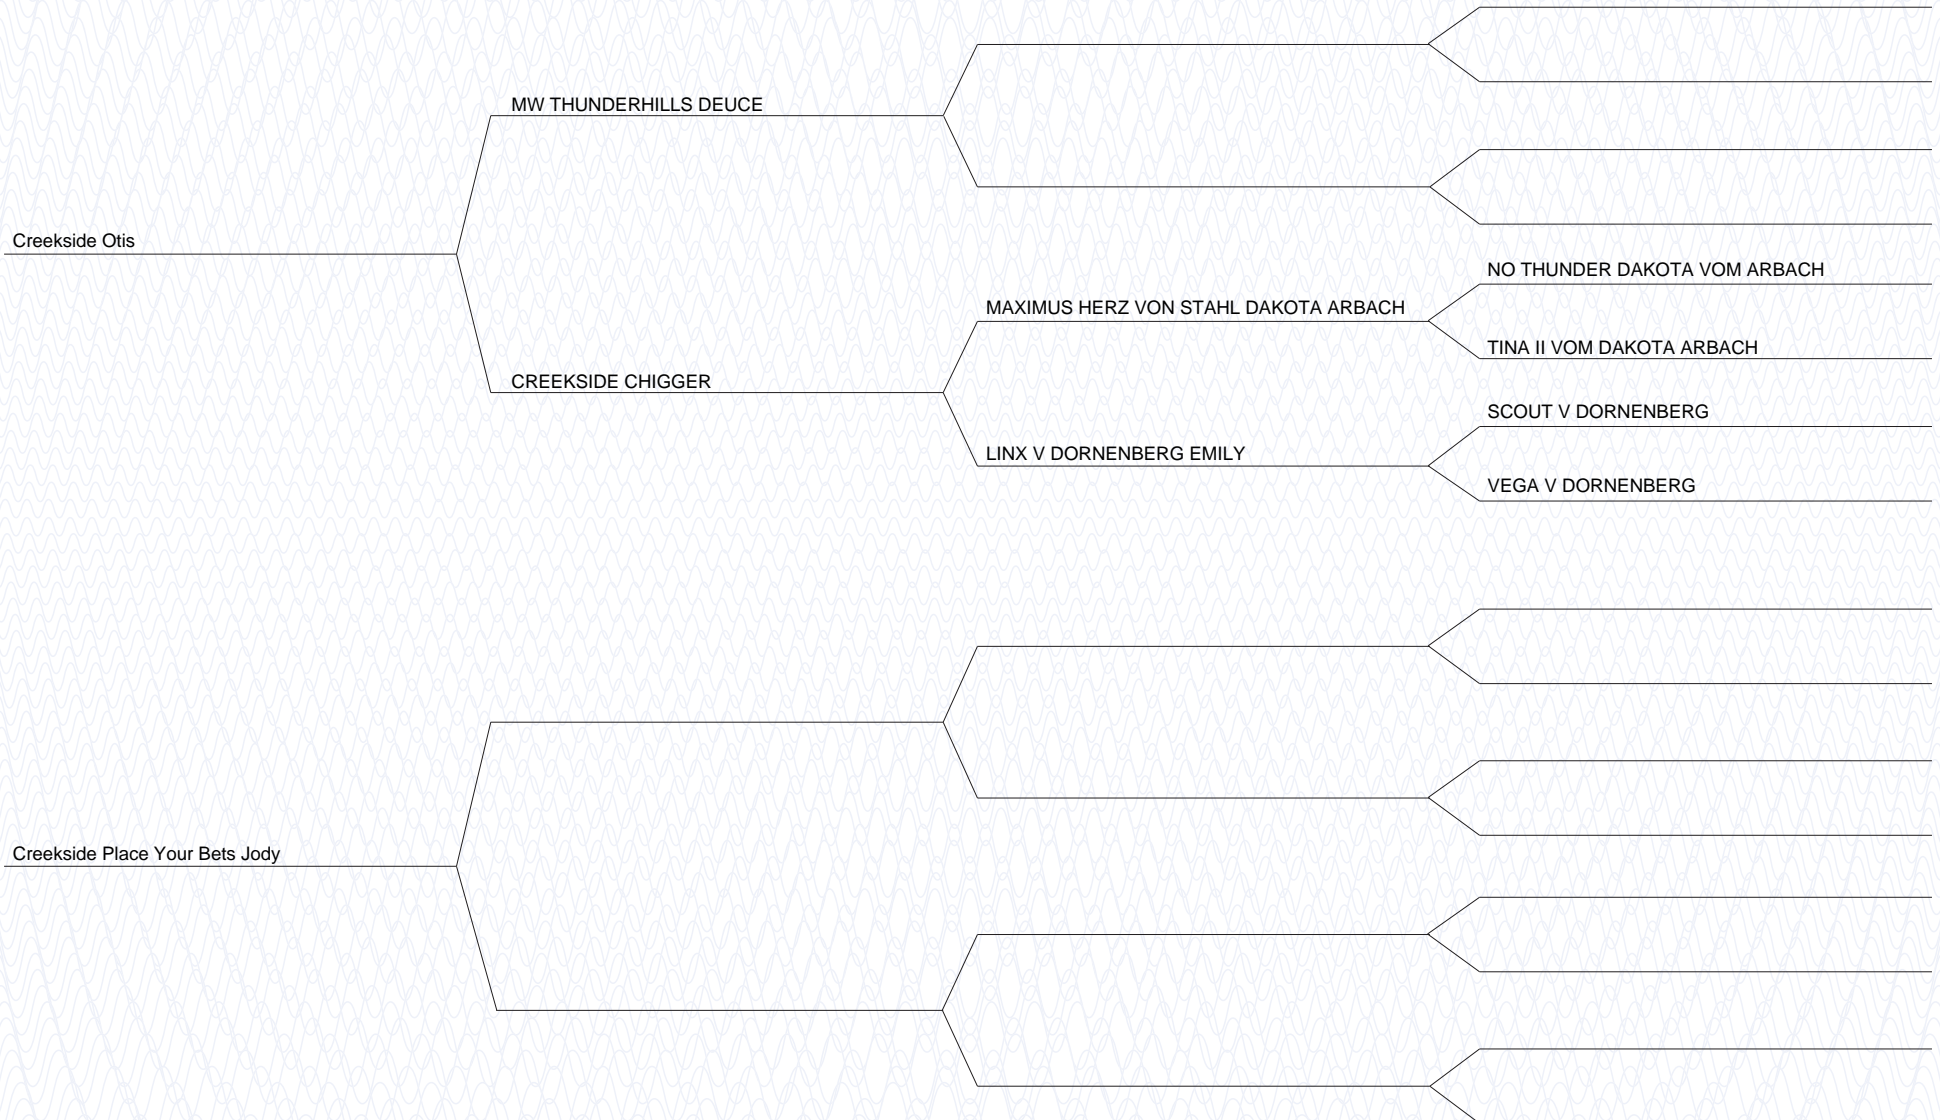 MW THUNDERHILLS DEUCE
Creekside Otis
NO THUNDER DAKOTA VOM ARBACH
MAXIMUS HERZ VON STAHL DAKOTA ARBACH
TINA II VOM DAKOTA ARBACH
CREEKSIDE CHIGGER
SCOUT V DORNENBERG
LINX V DORNENBERG EMILY
VEGA V DORNENBERG
Creekside Place Your Bets Jody